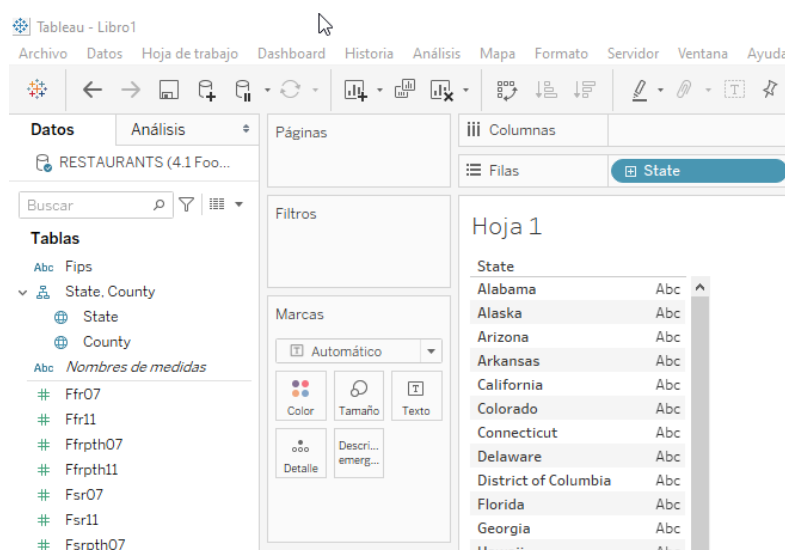 Tableau - Libro1
Archivo Datos Hoja de trabajo Dashboard Historia Análisis Mapa Formato Servidor Ventana Ayuda
Datos Análisis
RESTAURANTS (4.1 Foo...
Buscar
Tablas
Abc Fips
State, County
State
County
Abc Nombres de medidas
# Ffr07
# Ffr11
# Ffrpth07
# Ffrpth11
# Fsr07
# Fsr11
# Fsrpth07
Páginas
Filtros
Marcas
T Automático
Color
Tamaño
T
Texto
Detalle
Descri...
emerg...
Columnas
Filas
State
Hoja 1
State
Alabama Abc
Alaska Abc
Arizona Abc
Arkansas Abc
California Abc
Colorado Abc
Connecticut Abc
Delaware Abc
District of Columbia Abc
Florida Abc
Georgia Abc